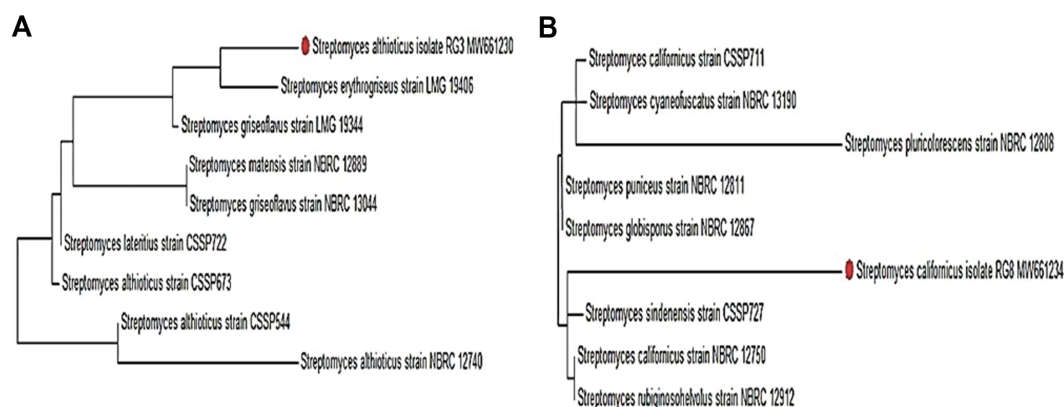 A
Streptomyces althioticus isolate RG3 MW661230
Streptomyces erythrogriseus strain LMG 19406
Streptomyces griseoflavus strain LMG 19344
Streptomyces matensis strain NBRC 12889
Streptomyces griseoflavus strain NBRC 13044
Streptomyces lateritius strain CSSP722
Streptomyces althioticus strain CSSP673
Streptomyces althioticus strain CSSP544
Streptomyces althioticus strain NBRC 12740
B
Streptomyces californicus strain CSSP711
Streptomyces cyaneofuscatus strain NBRC 13190
Streptomyces pluricolorescens strain NBRC 12808
Streptomyces puniceus strain NBRC 12811
Streptomyces globisporus strain NBRC 12867
Streptomyces californicus isolate RG8 MW661234
Streptomyces sindenensis strain CSSP727
Streptomyces californicus strain NBRC 12750
Streptomyces rubiginosohelvolus strain NBRC 12912